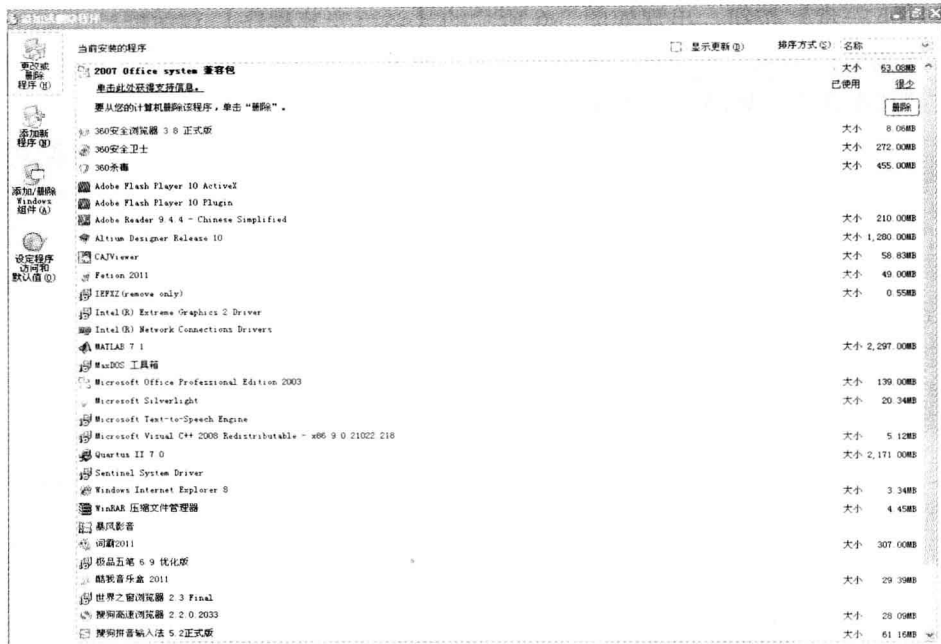 添加或删除程序
更改或
删除
程序(H)
添加新
程序(N)
添加/删除
Windows
组件(A)
设定程序
访问和
默认值(O)
当前安装的程序 显示更新(D) 排序方式(S) 名称
2007 Office system 兼容包 大小 63.08MB
单击此处获得支持信息。 已使用 很少
要从您的计算机删除该程序，单击“删除”。 删除
360安全浏览器 3 8 正式版 大小 8.06MB
360安全卫士 大小 272.00MB
360杀毒 大小 455.00MB
Adobe Flash Player 10 ActiveX
Adobe Flash Player 10 Plugin
Adobe Reader 9.4.4 - Chinese Simplified 大小 210.00MB
Altium Designer Release 10 大小 1,280.00MB
CAJViewer 大小 58.83MB
Fetion 2011 大小 49.00MB
IEFXZ(remove only) 大小 0.55MB
Intel(R) Extreme Graphics 2 Driver
Intel(R) Network Connections Drivers
MATLAB 7 1 大小 2,297.00MB
MaxDOS 工具箱
Microsoft Office Professional Edition 2003 大小 139.00MB
Microsoft Silverlight 大小 20.34MB
Microsoft Text-to-Speech Engine
Microsoft Visual C++ 2008 Redistributable - x86 9 0 21022 218 大小 5.12MB
Quartus II 7 0 大小 2,171 00MB
Sentinel System Driver
Windows Internet Explorer 8 大小 3 34MB
WinRAR 压缩文件管理器 大小 4.45MB
暴风影音
词霸2011 大小 307.00MB
极品五笔 6 9 优化版
酷我音乐盒 2011 大小 29 39MB
世界之窗浏览器 2 3 Final
搜狗高速浏览器 2 2 0 2033 大小 28 09MB
搜狗拼音输入法 5.2正式版 大小 61 16MB